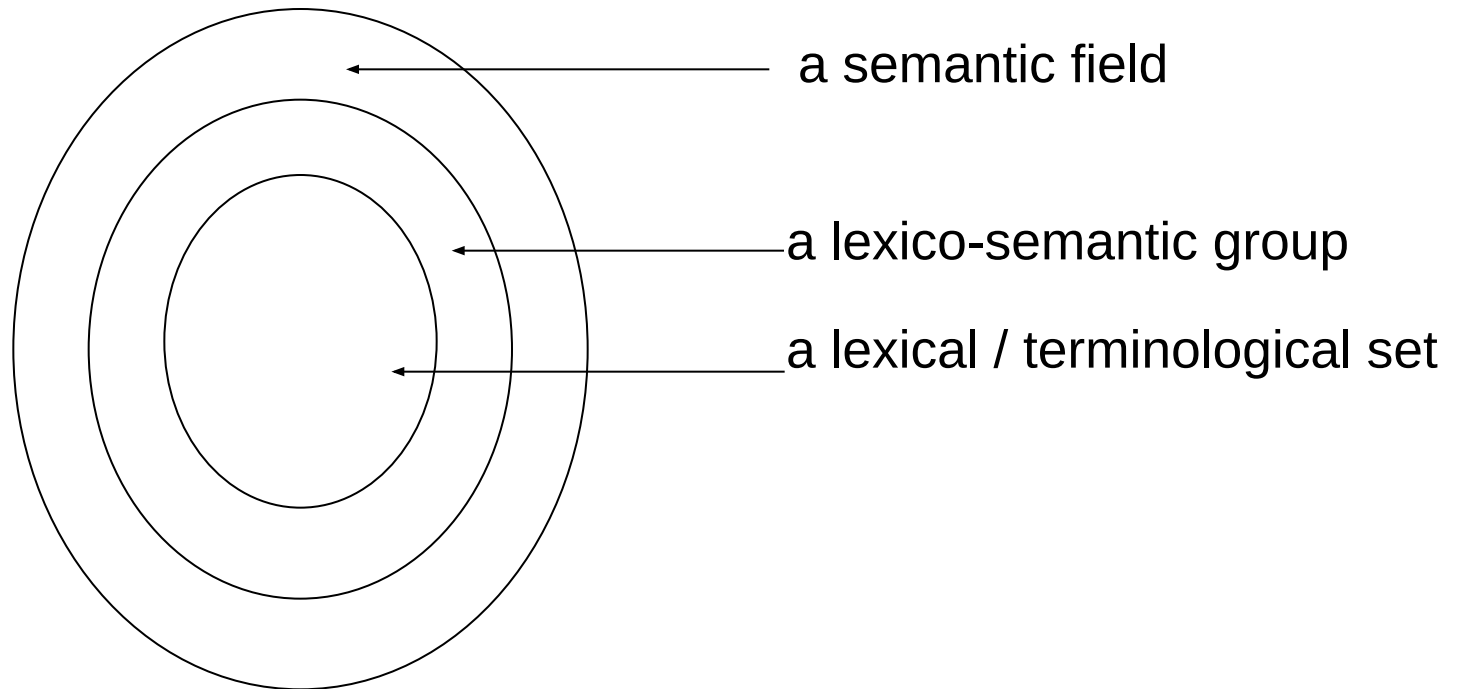 a semantic field
a lexico-semantic group
a lexical / terminological set